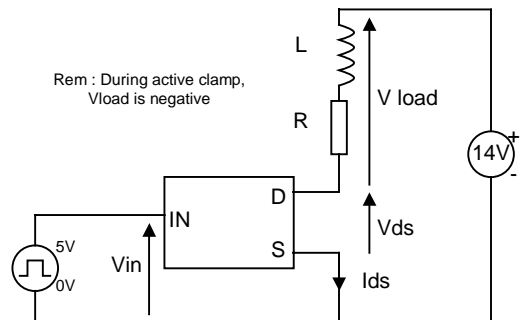 L
Rem : During active clamp,
Vload is negative
V load
R
14V
+
-
D
IN
Vds
S
5V
0V
Vin
Ids